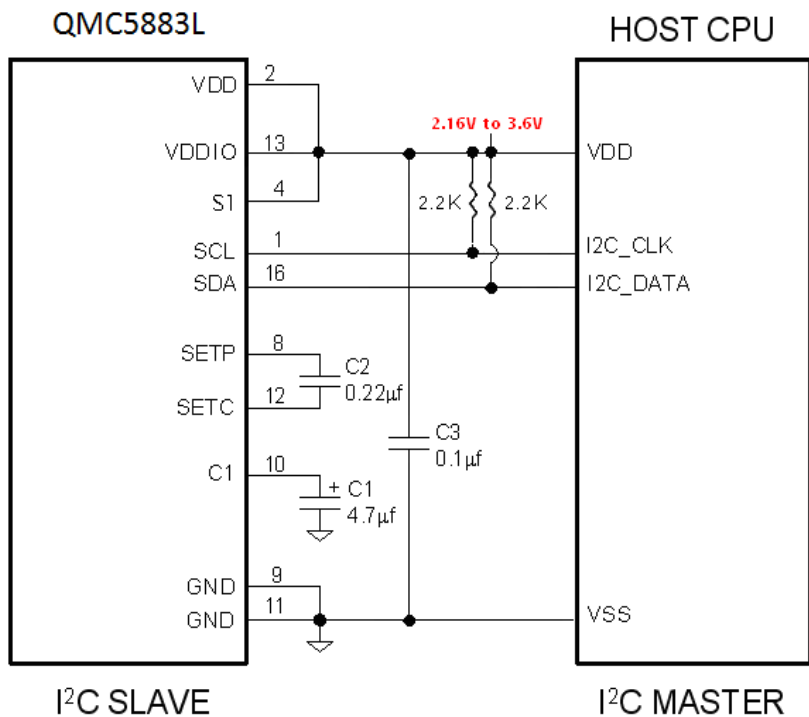 QMC5883L
HOST CPU
VDD 2
VDDIO 13
S1 4
SCL 1
SDA 16
SETP 8
SETC 12
C1 10
GND 9
GND 11
2.16V to 3.6V
2.2K 2.2K
C2
0.22µf
C3
0.1µf
+ C1
4.7µf
VDD
I2C_CLK
I2C_DATA
VSS
I²C SLAVE
I²C MASTER